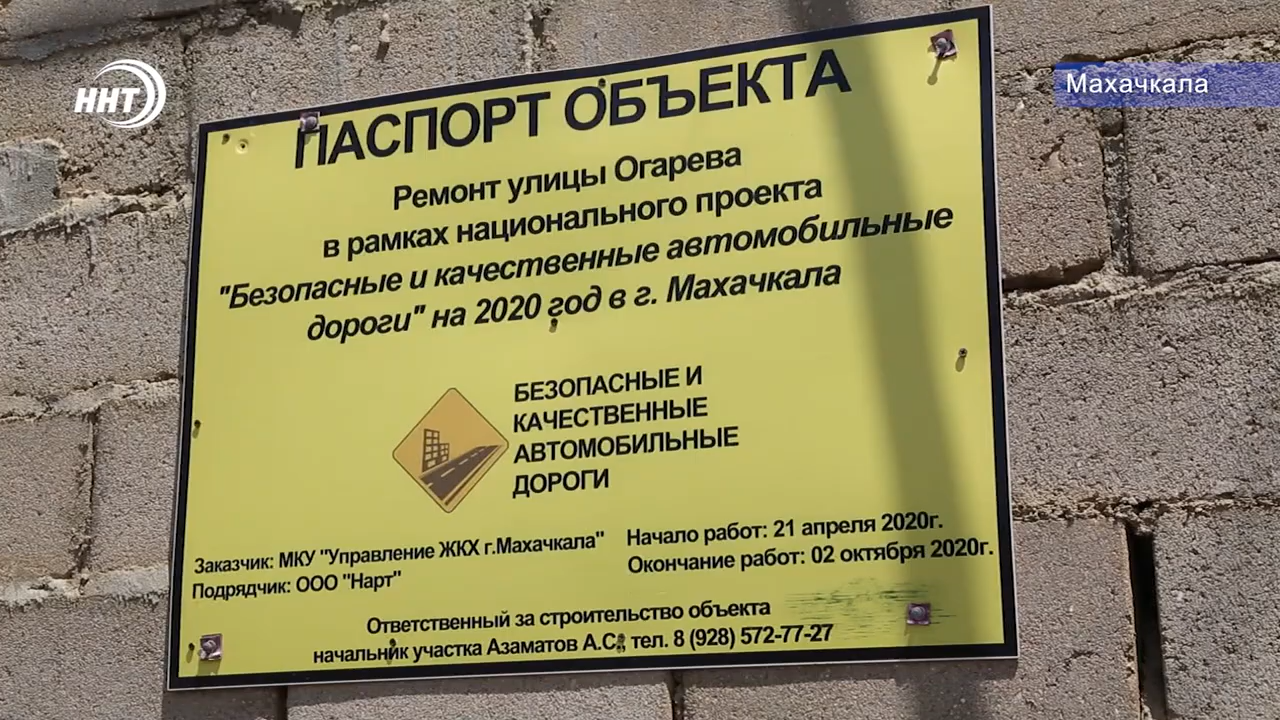 ННТ
Махачкала
ПАСПОРТ ОБЪЕКТА
Ремонт улицы Огарева
в рамках национального проекта
"Безопасные и качественные автомобильные
дороги" на 2020 год в г. Махачкала
БЕЗОПАСНЫЕ И
КАЧЕСТВЕННЫЕ
АВТОМОБИЛЬНЫЕ
ДОРОГИ
Заказчик: МКУ "Управление ЖКХ г.Махачкала"
Подрядчик: ООО "Нарт"
Начало работ: 21 апреля 2020г.
Окончание работ: 02 октября 2020г.
Ответственный за строительство объекта
начальник участка Азаматов А.С., тел. 8 (928) 572-77-27